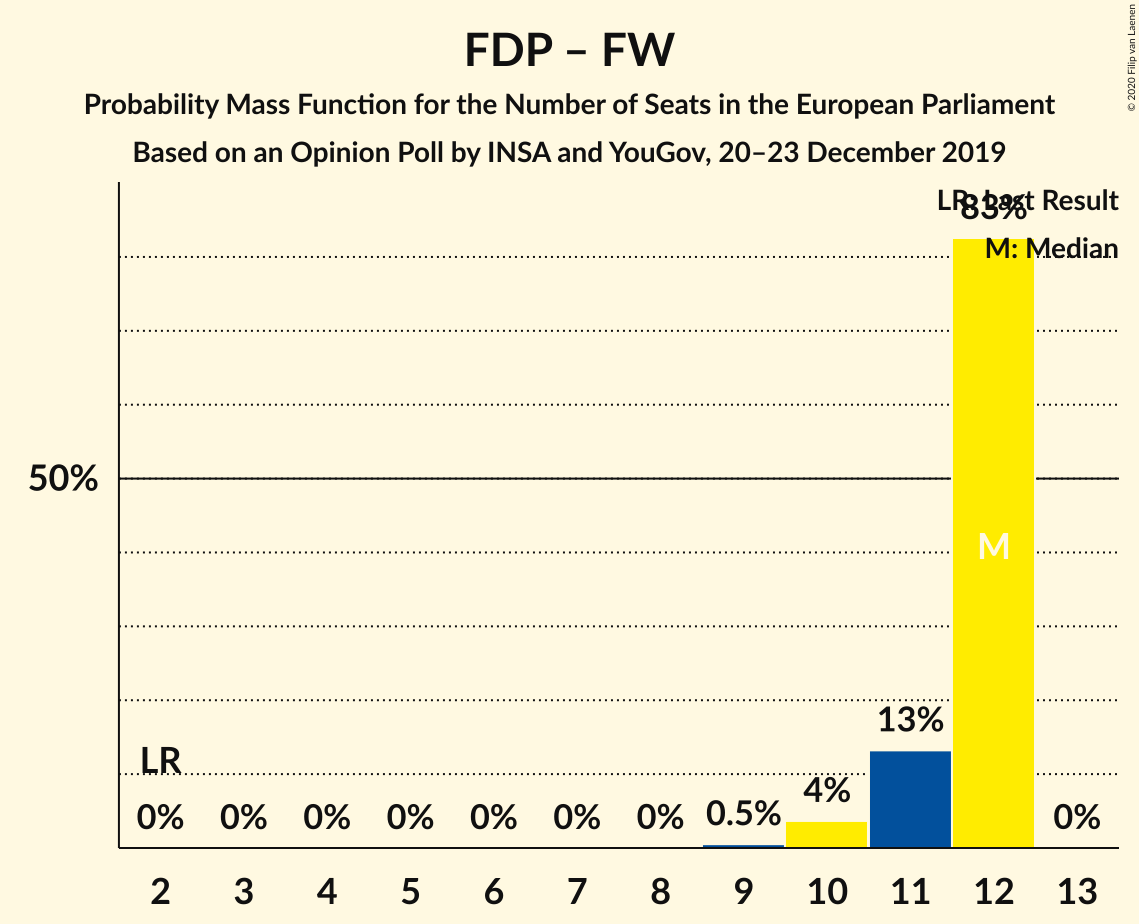 FDP – FW
Probability Mass Function for the Number of Seats in the European Parliament
Based on an Opinion Poll by INSA and YouGov, 20–23 December 2019
© 2020 Filip van Laenen
LR: Last Result
M: Median
83%
50%
M
13%
LR
4%
0% 0% 0% 0% 0% 0% 0% 0.5% 0%
2 3 4 5 6 7 8 9 10 11 12 13